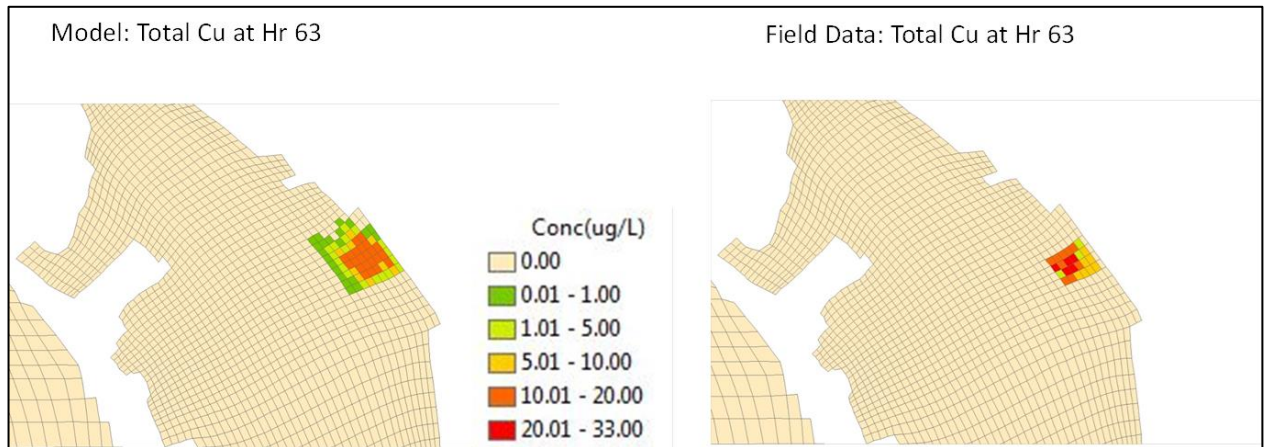 Model: Total Cu at Hr 63
Field Data: Total Cu at Hr 63
Conc(ug/L)
0.00
0.01 - 1.00
1.01 - 5.00
5.01 - 10.00
10.01 - 20.00
20.01 - 33.00